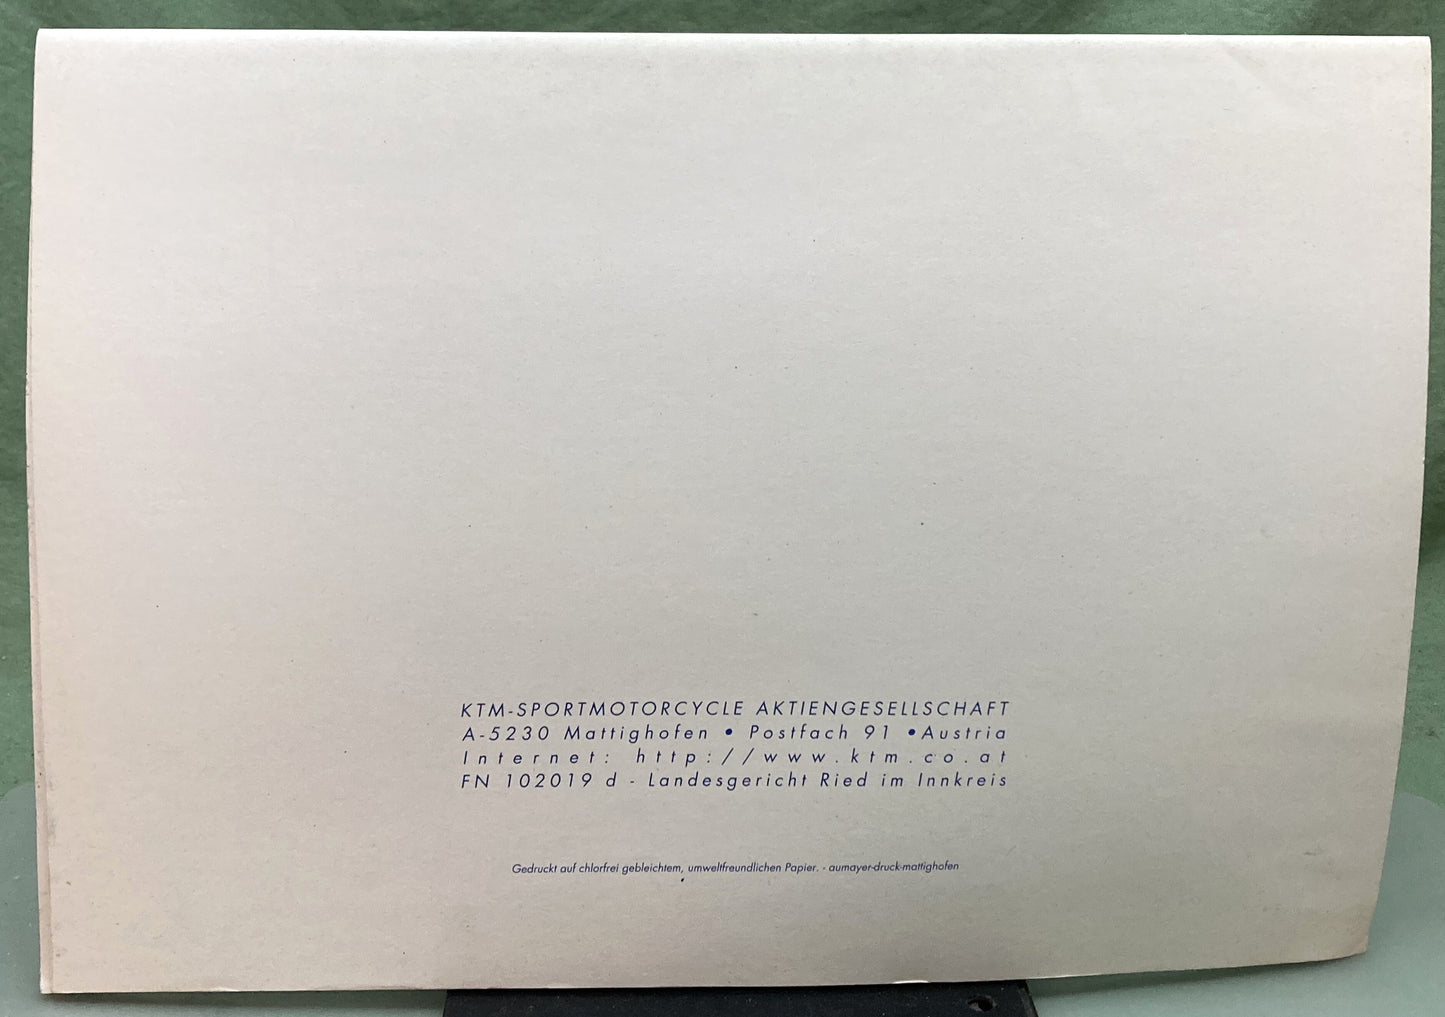 KTM-SPORTMOTORCYCLE AKTIENGESELLSCHAFT
A-5230 Mattighofen • Postfach 91 •Austria
Internet: http://www.ktm.co.at
FN 102019 d - Landesgericht Ried im Innkreis
Gedruckt auf chlorfrei gebleichtem, umweltfreundlichen Papier. - aumayer-druck-mattighofen